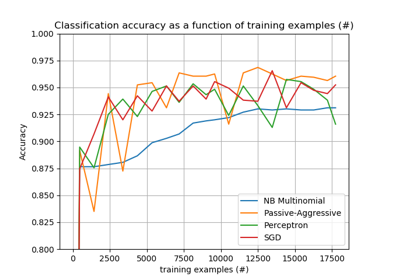 Classification accuracy as a function of training examples (#)
1.000
0.975
0.950
0.925
0.900
0.875
0.850
0.825
0.800
Accuracy
NB Multinomial
Passive-Aggressive
Perceptron
SGD
0 2500 5000 7500 10000 12500 15000 17500
training examples (#)